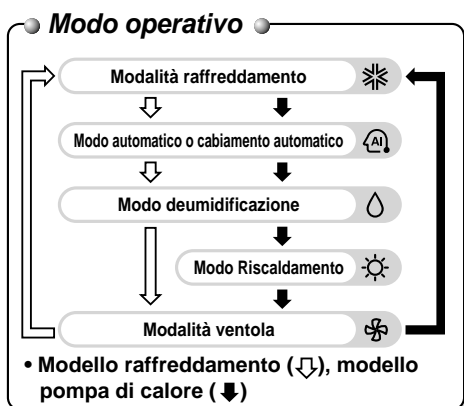 Modo operativo
Modalità raffreddamento
Modo automatico o cabiamento automatico
AI
Modo deumidificazione
Modo Riscaldamento
Modalità ventola
• Modello raffreddamento (⇩), modello
pompa di calore (⬇)